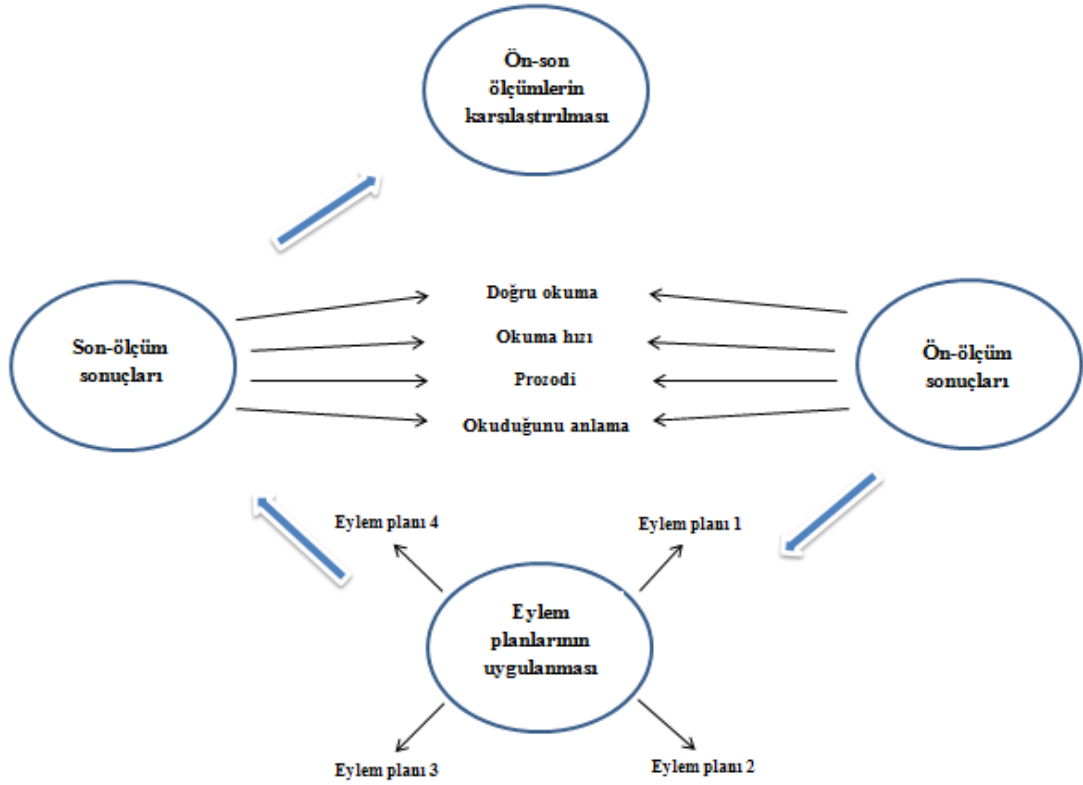 Ön-son
ölçümlerin
karşılaştırılması
Doğru okuma
Okuma hızı
Prozodi
Okuduğunu anlama
Son-ölçüm
sonuçları
Ön-ölçüm
sonuçları
Eylem planı 4
Eylem planı 1
Eylem
planlarının
uygulanması
Eylem planı 3
Eylem planı 2